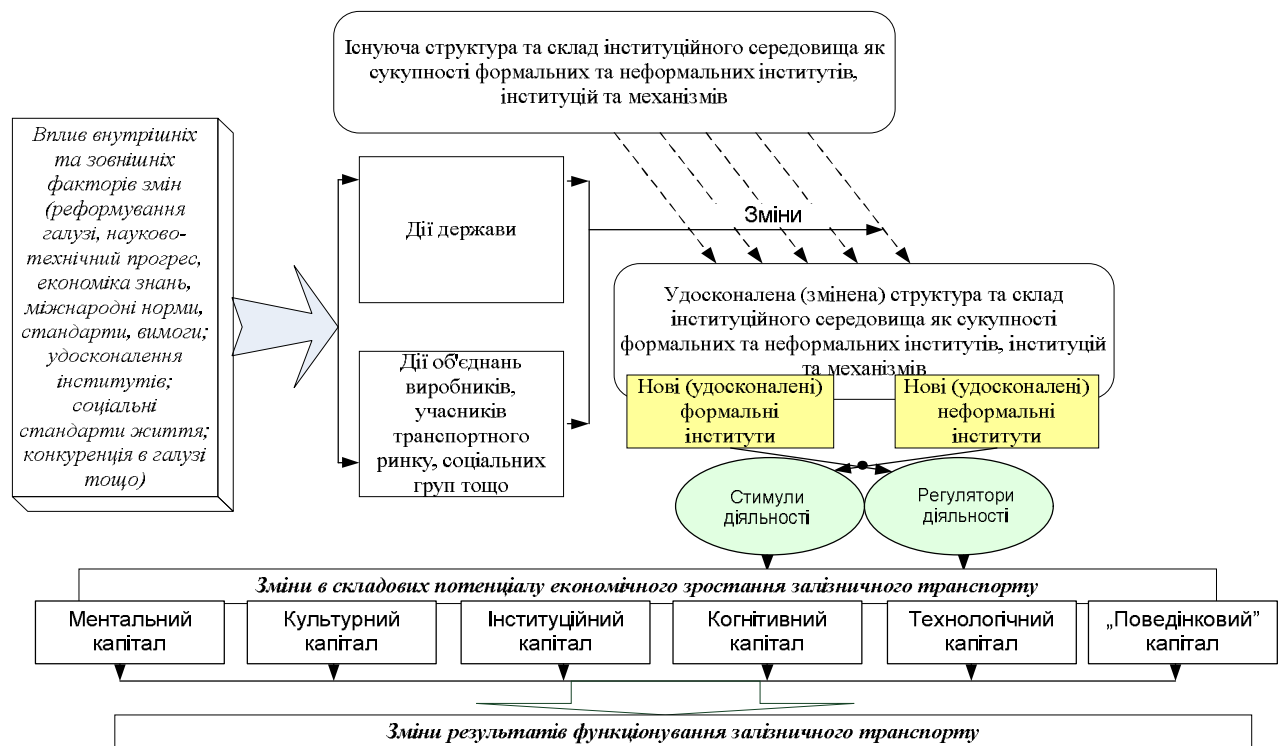 Існуюча структура та склад інституційного середовища як
сукупності формальних та неформальних інститутів,
інституцій та механізмів
Вплив внутрішніх
та зовнішніх
факторів змін
(реформування
галузі, науково-
технічний прогрес,
економіка знань,
міжнародні норми,
стандарти, вимоги;
удосконалення
інститутів;
соціальні
стандарти життя;
конкуренція в галузі
тощо)
Дії держави
Зміни
Дії об'єднань
виробників,
учасників
транспортного
ринку, соціальних
груп тощо
Удосконалена (змінена) структура та склад
інституційного середовища як сукупності
формальних та неформальних інститутів, інституцій
та механізмів
Нові (удосконалені)
формальні
інститути
Нові (удосконалені)
неформальні
інститути
Стимули
діяльності
Регулятори
діяльності
Зміни в складових потенціалу економічного зростання залізничного транспорту
Ментальний
капітал
Культурний
капітал
Інституційний
капітал
Когнітивний
капітал
Технологічний
капітал
„Поведінковий”
капітал
Зміни результатів функціонування залізничного транспорту